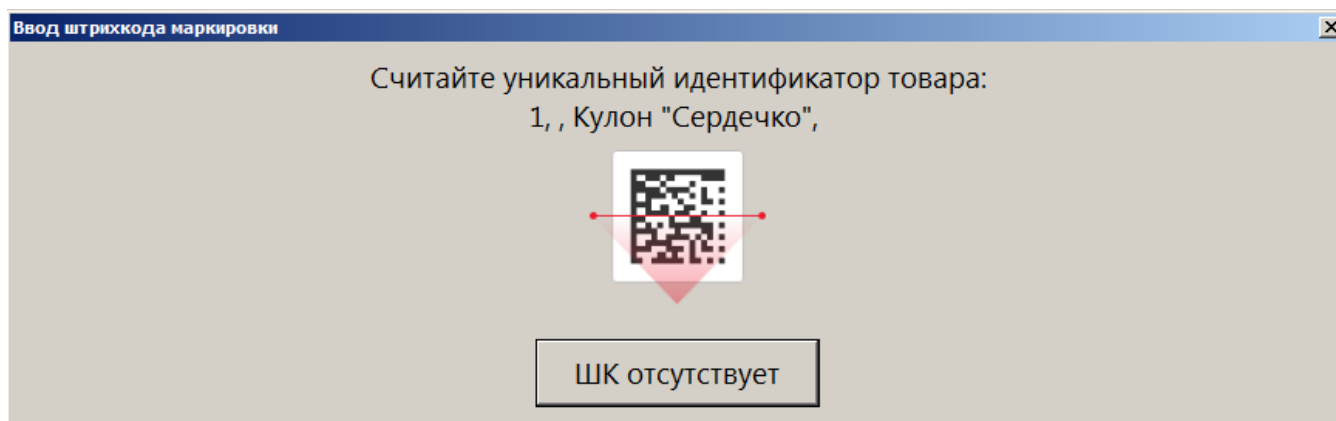 Ввод штрихкода маркировки
Считайте уникальный идентификатор товара:
1, , Кулон "Сердечко",
ШК отсутствует